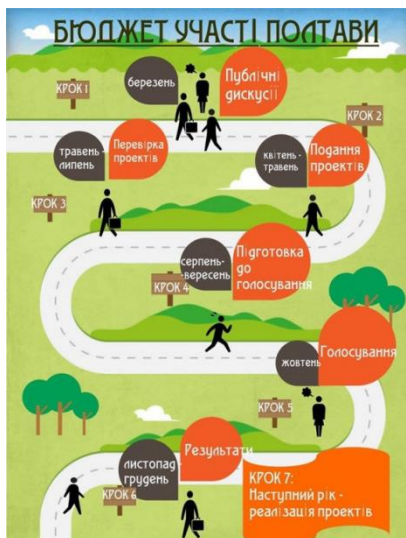 БЮДЖЕТ УЧАСТІ ПОЛТАВИ
КРОК 1
березень
Публічні
дискусії
КРОК 2
квітень-
травень
Подання
проектів
КРОК 3
травень-
липень
Перевірка
проектів
КРОК 4
серпень-
-вересень
Підготовка
до
голосування
КРОК 5
жовтень
Голосування
КРОК 6
листопад
грудень
Результати
КРОК 7:
Наступний рік -
реалізація проектів